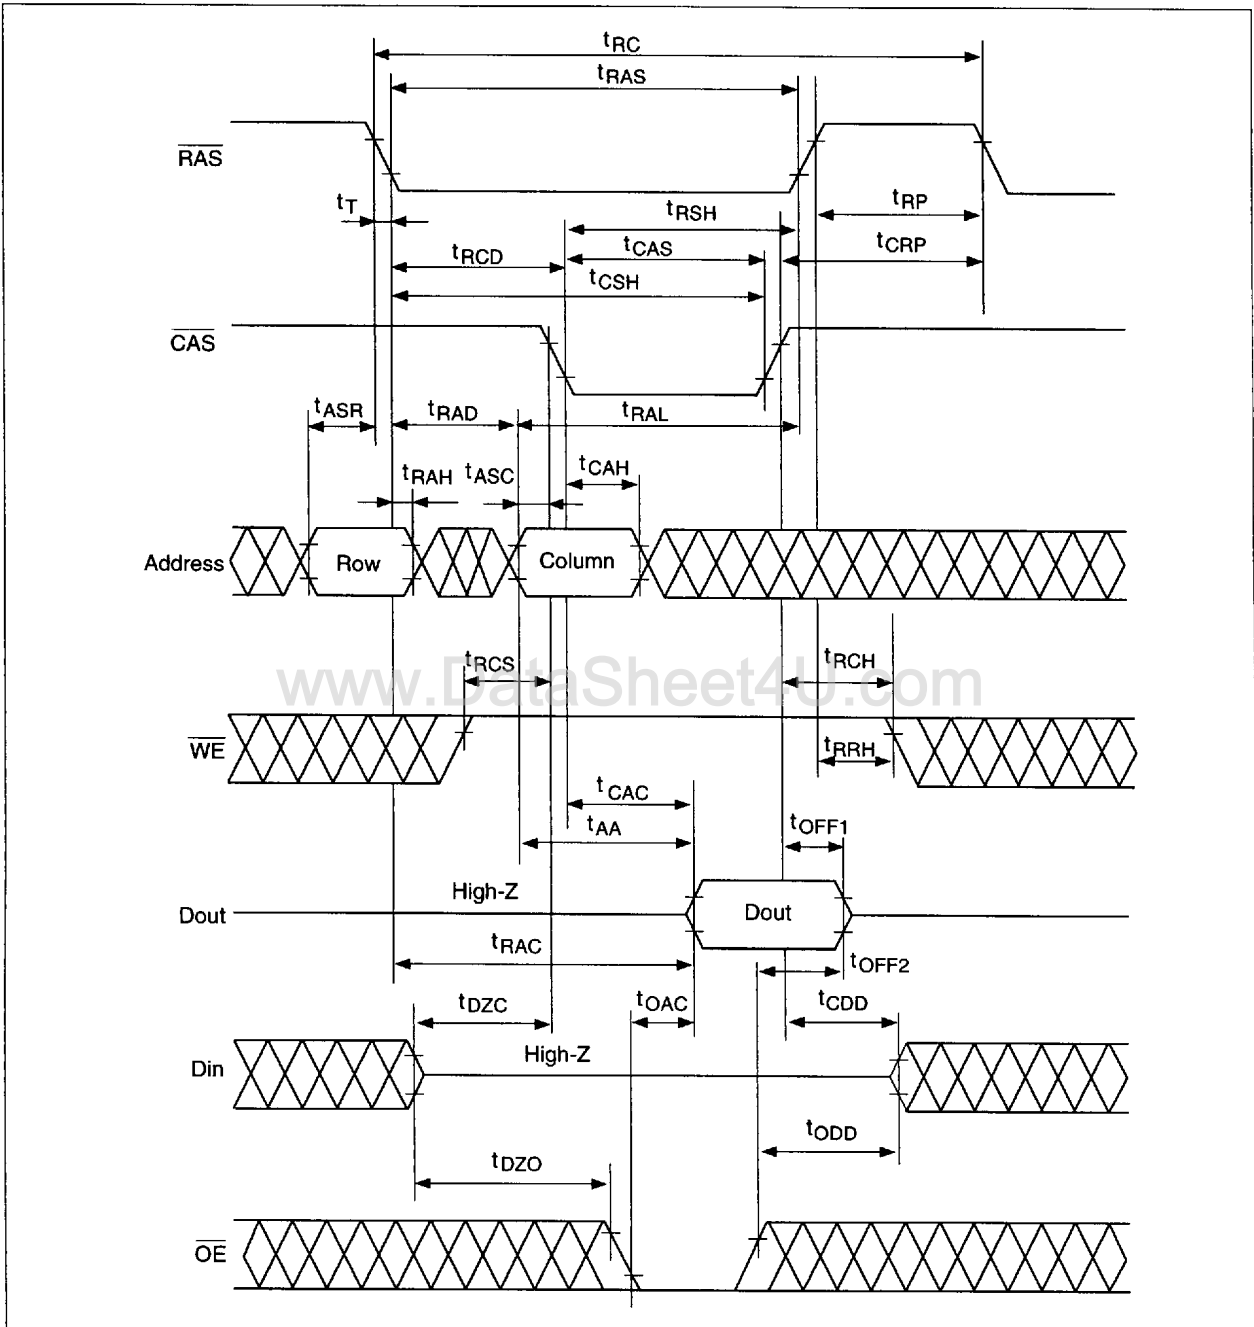 tRC
tRAS
RAS
tT
tRSH
tRP
tCAS
tCRP
tRCD
tCSH
CAS
tASR
tRAD
tRAL
tRAH
tASC
tCAH
Address
Row
Column
www.DataSheet4U.com
tRCS
tRCH
WE
tRRH
tCAC
tAA
tOFF1
High-Z
Dout
Dout
tRAC
tOFF2
tDZC
tOAC
tCDD
Din
High-Z
tODD
tDZO
OE